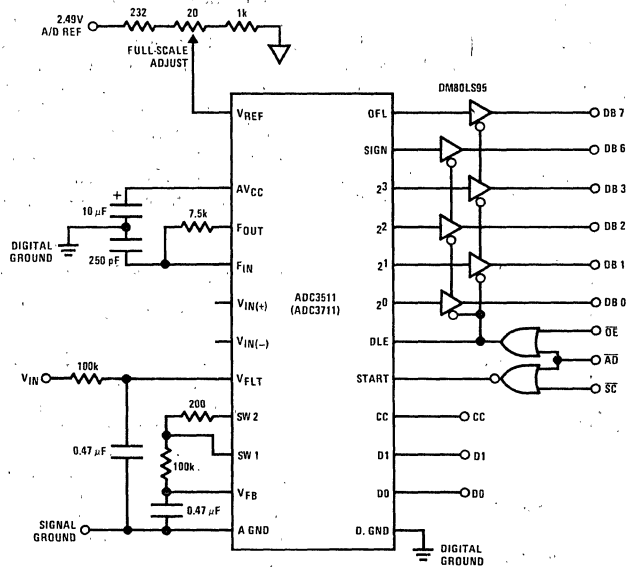 2.49V
A/D REF
232
20
1k
FULL-SCALE
ADJUST
DM80LS95
VREF
OFL
DB 7
SIGN
DB 6
AVCC
2³
DB 3
+
10 µF
7.5k
FOUT
2²
DB 2
DIGITAL
GROUND
250 pF
FIN
2¹
DB 1
ADC3511
(ADC3711)
VIN(+)
2⁰
DB 0
VIN(−)
DLE
OE
AD
100k
VIN
VFLT
START
SC
200
SW 2
CC
CC
0.47 µF
SW 1
D1
D1
100k
VFB
D0
D0
0.47 µF
SIGNAL
GROUND
A GND
D. GND
DIGITAL
GROUND